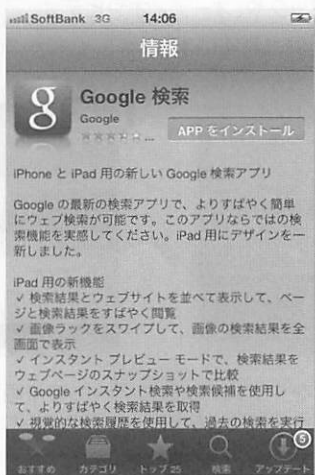 SoftBank 3G 14:06
情報
g
Google 検索
Google
APP をインストール
iPhone と iPad 用の新しい Google 検索アプリ
Google の最新の検索アプリで、よりすばやく簡単
にウェブ検索が可能です。このアプリならではの検
索機能を実感してください。iPad 用にデザインを一
新しました。
iPad 用の新機能
✓ 検索結果とウェブサイトを並べて表示して、ペー
ジと検索結果をすばやく閲覧
✓ 画像ラックをスワイプして、画像の検索結果を全
画面で表示
✓ インスタント プレビュー モードで、検索結果を
ウェブページのスナップショットで比較
✓ Google インスタント検索や検索候補を使用し
て、よりすばやく検索結果を取得
✓ 視覚的な検索履歴を使用して、過去の検索を実行
5
おすすめ カテゴリ トップ 25 検索 アップデート